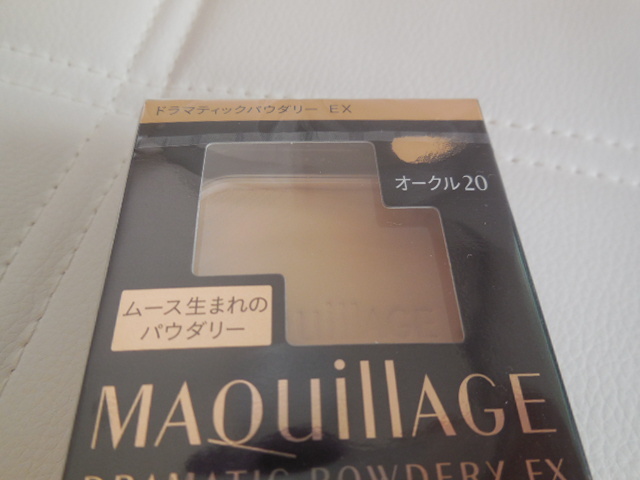 ドラマティックパウダリー EX
オークル20
ムース生まれの
パウダリー
MAQuillAGE
DRAMATIC POWDERY EX